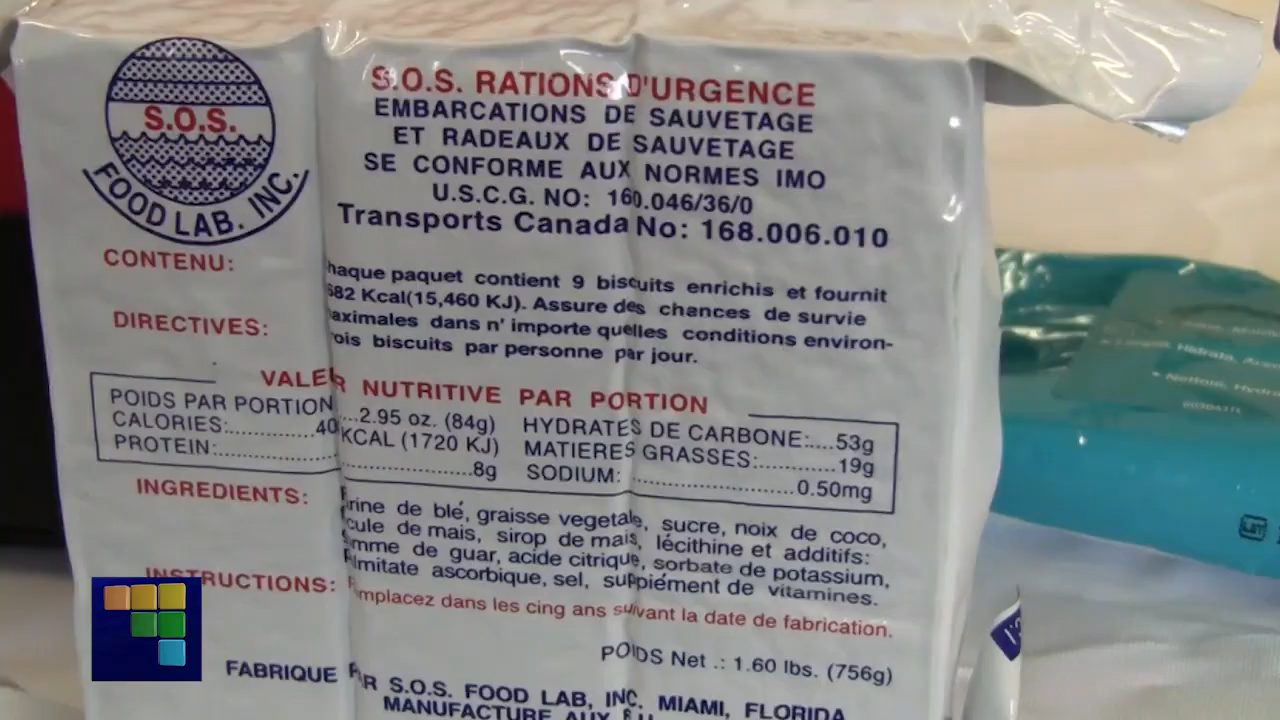 S.O.S.
FOOD LAB. INC.
S.O.S. RATIONS D'URGENCE
EMBARCATIONS DE SAUVETAGE
ET RADEAUX DE SAUVETAGE
SE CONFORME AUX NORMES IMO
U.S.C.G. NO: 160.046/36/0
Transports Canada No: 168.006.010
CONTENU:
haque paquet contient 9 biscuits enrichis et fournit
682 Kcal(15,460 KJ). Assure des chances de survie
aximales dans n' importe quelles conditions environ-
DIRECTIVES:
rois biscuits par personne par jour.
VALEUR NUTRITIVE PAR PORTION
POIDS PAR PORTION...2.95 oz. (84g)
CALORIES:.............40 KCAL (1720 KJ)
PROTEIN:..............8g
HYDRATES DE CARBONE:....53g
MATIERES GRASSES:...........19g
SODIUM: ......................0.50mg
INGREDIENTS:
rine de blé, graisse vegetale, sucre, noix de coco,
cule de mais, sirop de mais, lécithine et additifs:
mme de guar, acide citrique, sorbate de potassium,
lmitate ascorbique, sel, suppiément de vitamines.
INSTRUCTIONS:
mplacez dans les cinq ans suivant la date de fabrication.
POIDS Net .: 1.60 lbs. (756g)
FABRIQUE PAR S.O.S. FOOD LAB, INC. MIAMI, FLORIDA
MANUFACTURE AUX
Hidrata,
• Nettoie, Hydra